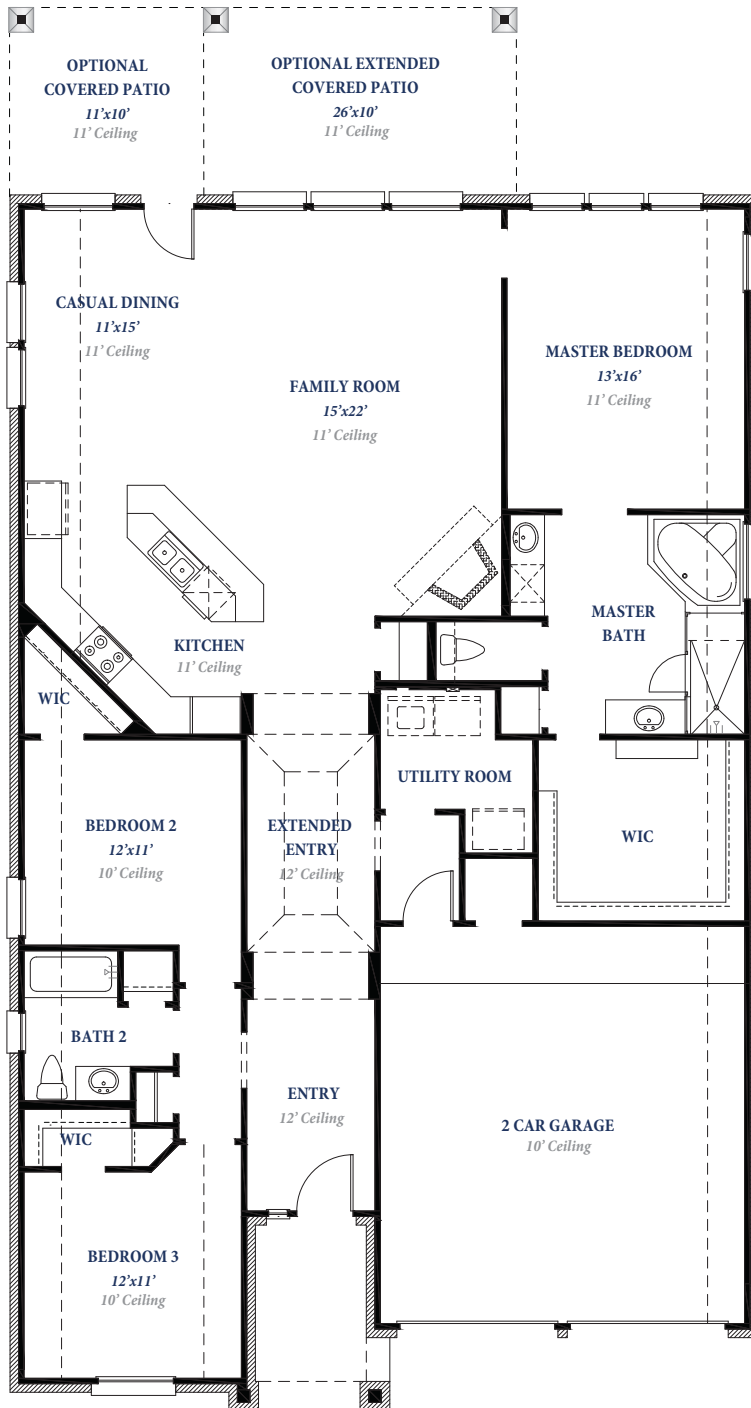 OPTIONAL
COVERED PATIO
11'x10'
11' Ceiling
OPTIONAL EXTENDED
COVERED PATIO
26'x10'
11' Ceiling
CASUAL DINING
11'x15'
11' Ceiling
FAMILY ROOM
15'x22'
11' Ceiling
MASTER BEDROOM
13'x16'
11' Ceiling
KITCHEN
11' Ceiling
MASTER
BATH
WIC
UTILITY ROOM
BEDROOM 2
12'x11'
10' Ceiling
EXTENDED
ENTRY
12' Ceiling
WIC
BATH 2
ENTRY
12' Ceiling
WIC
2 CAR GARAGE
10' Ceiling
BEDROOM 3
12'x11'
10' Ceiling